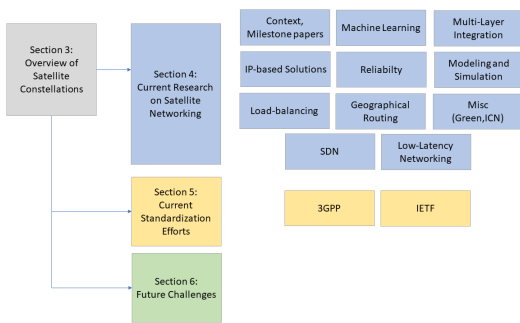 Section 3:
Overview of
Satellite
Constellations
Section 4:
Current Research
on Satellite
Networking
Context,
Milestone papers
Machine Learning
Multi-Layer
Integration
IP-based Solutions
Reliabilty
Modeling and
Simulation
Load-balancing
Geographical
Routing
Misc
(Green,ICN)
SDN
Low-Latency
Networking
Section 5:
Current
Standardization
Efforts
3GPP
IETF
Section 6:
Future Challenges